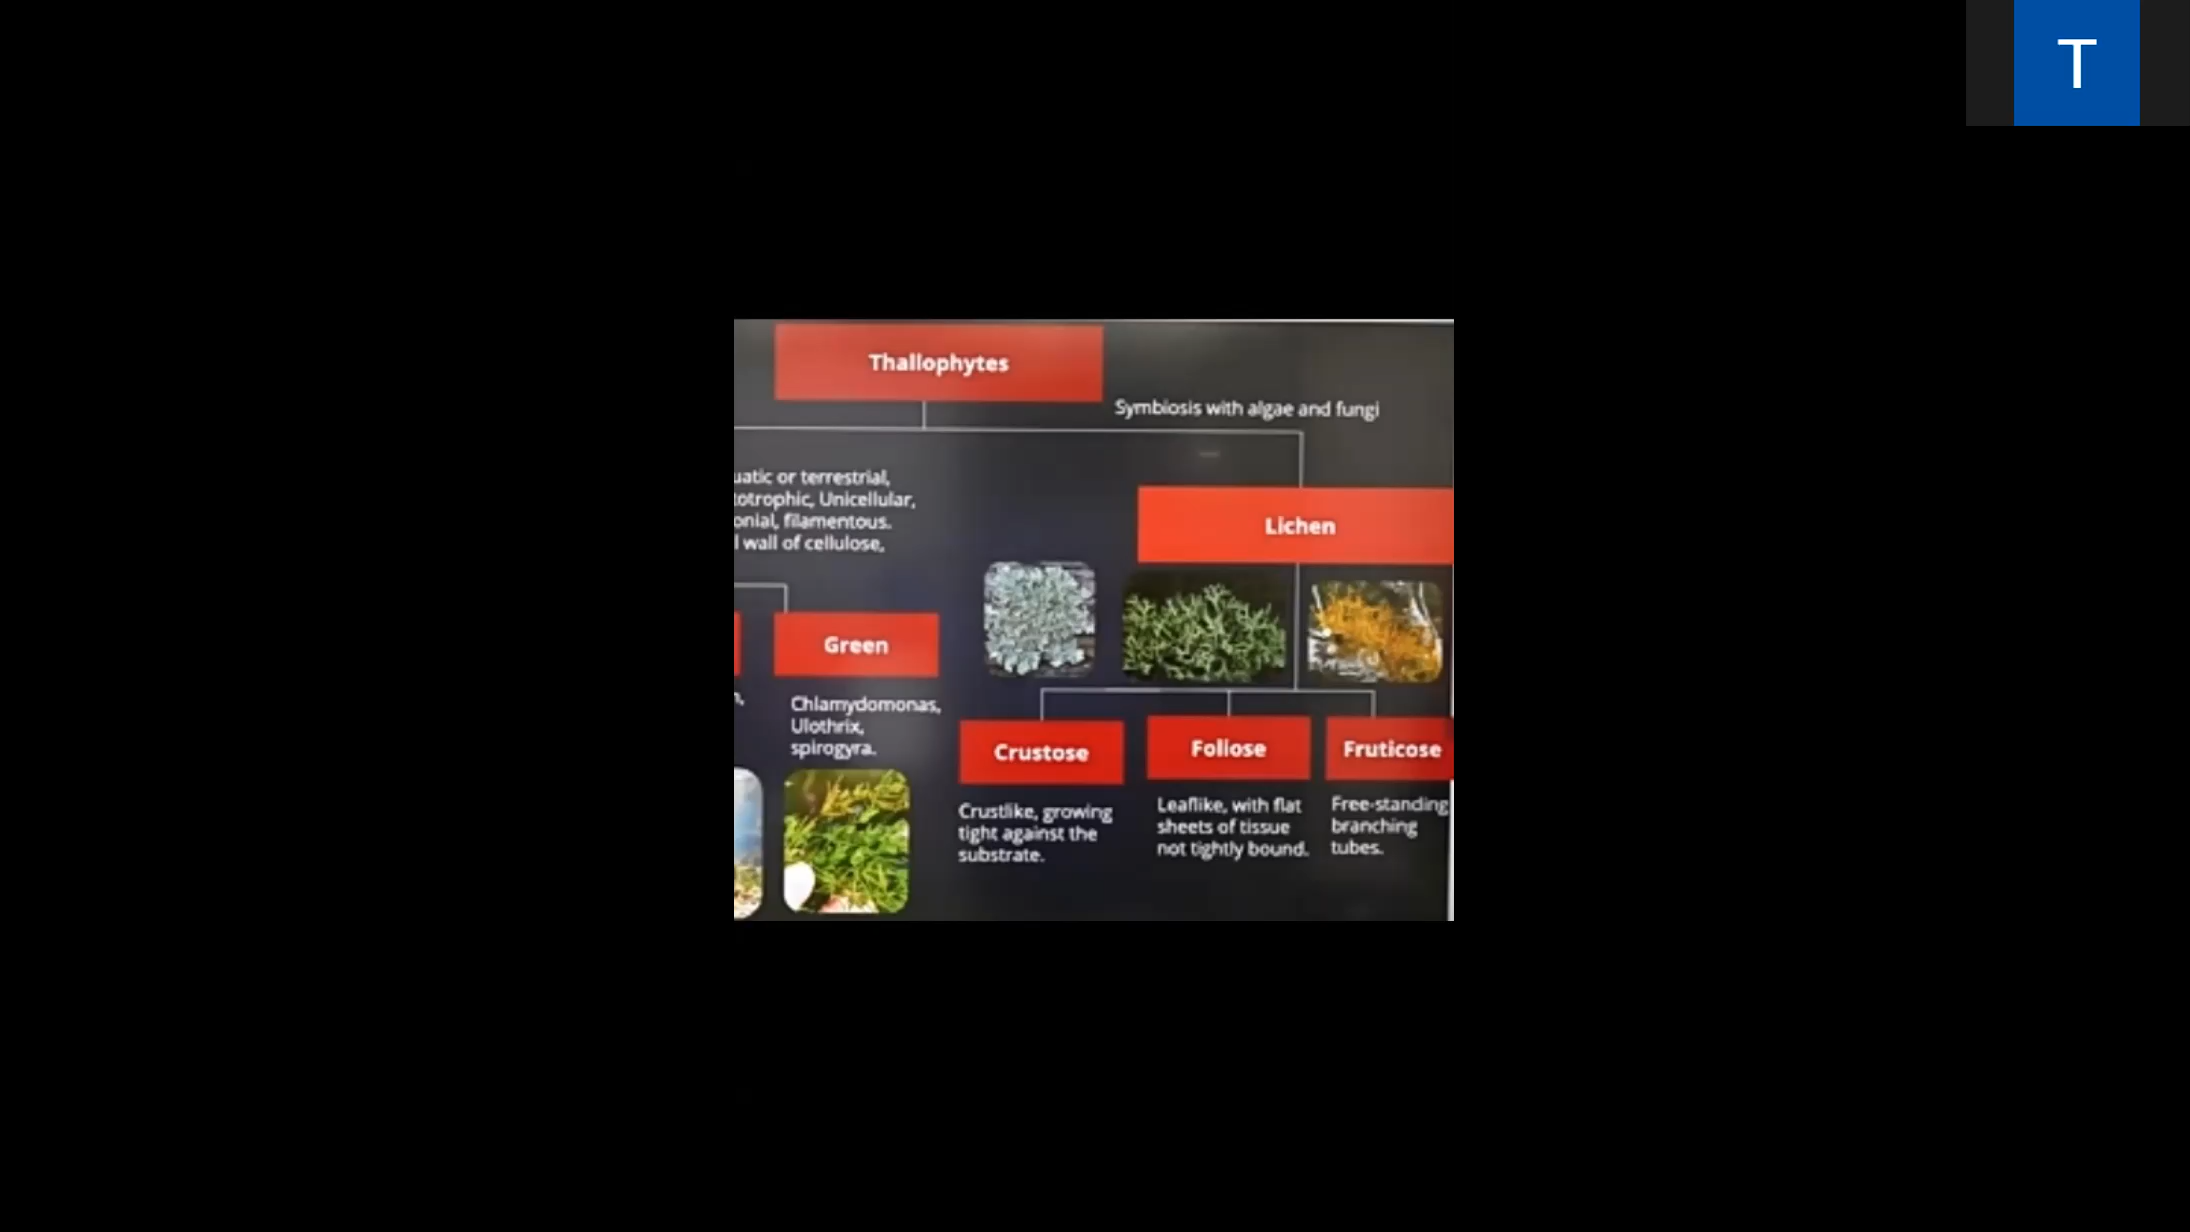 T
Thallophytes
Symbiosis with algae and fungi
uatic or terrestrial,
totrophic, Unicellular,
onial, filamentous.
l wall of cellulose,
Lichen
Green
n,
Chlamydomonas,
Ulothrix,
spirogyra.
Crustose
Foliose
Fruticose
Crustlike, growing
tight against the
substrate.
Leaflike, with flat
sheets of tissue
not tightly bound.
Free-standing
branching
tubes.